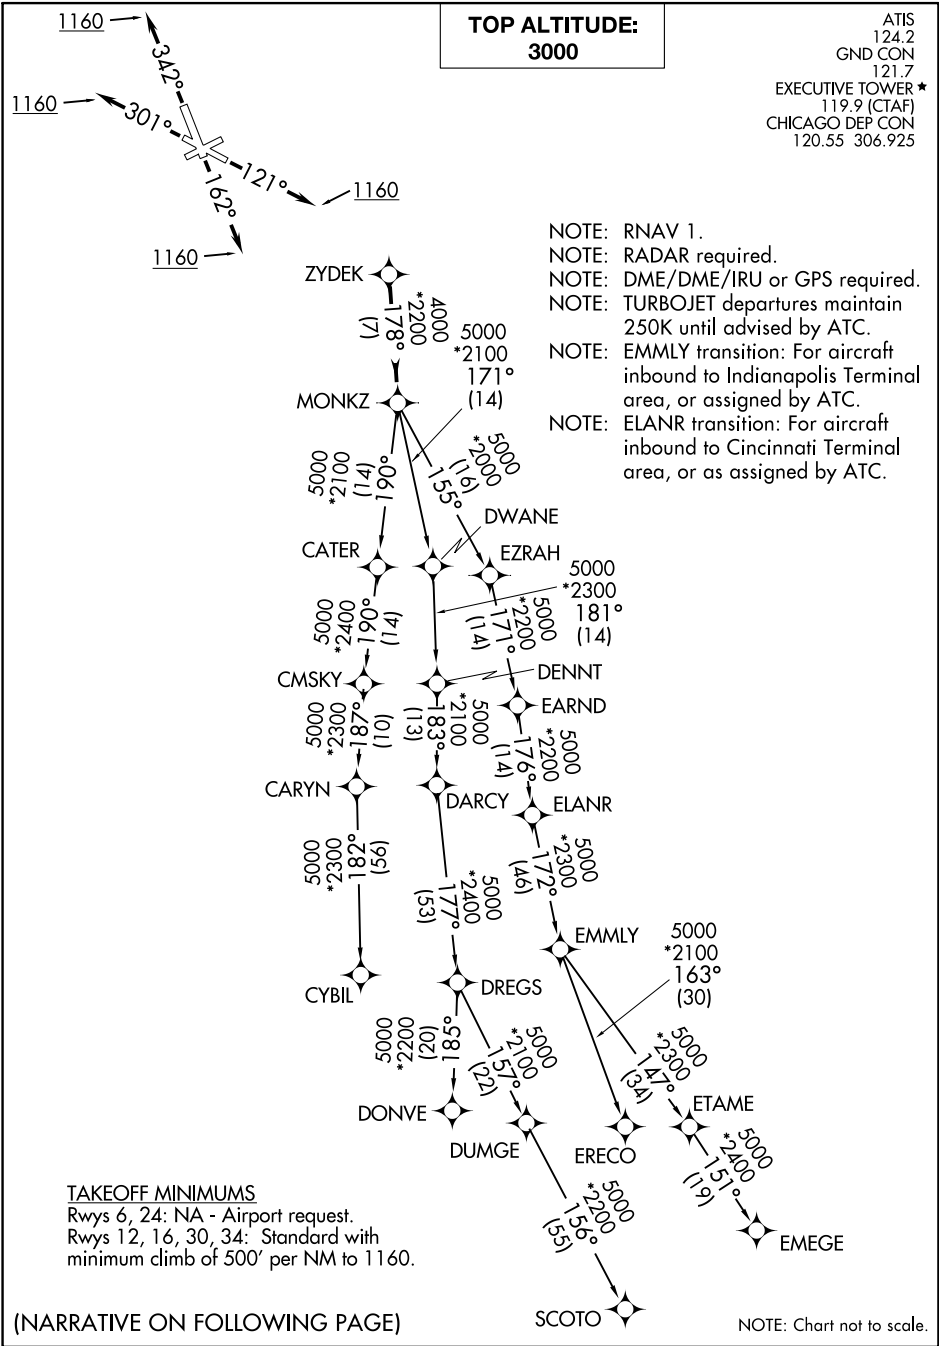 TOP ALTITUDE:
3000
ATIS
124.2
GND CON
121.7
EXECUTIVE TOWER ★
119.9 (CTAF)
CHICAGO DEP CON
120.55 306.925
1160
342°
1160
301°
121°
1160
162°
1160
NOTE: RNAV 1.
NOTE: RADAR required.
NOTE: DME/DME/IRU or GPS required.
NOTE: TURBOJET departures maintain
250K until advised by ATC.
NOTE: EMMLY transition: For aircraft
inbound to Indianapolis Terminal
area, or assigned by ATC.
NOTE: ELANR transition: For aircraft
inbound to Cincinnati Terminal
area, or as assigned by ATC.
ZYDEK
4000
*2200
178°
(7)
5000
*2100
171°
(14)
MONKZ
5000
*2100
(14)
190°
5000
*2000
(16)
155°
DWANE
CATER
EZRAH
5000
*2300
181°
(14)
5000
*2400
190°
(14)
5000
*2200
171°
(14)
DENNT
CMSKY
EARND
5000
*2300
187°
(10)
5000
*2100
183°
(13)
5000
*2200
176°
(14)
CARYN
DARCY
ELANR
5000
*2300
182°
(56)
5000
*2400
177°
(53)
5000
*2300
172°
(46)
EMMLY
5000
*2100
163°
(30)
CYBIL
DREGS
5000
*2200
(20)
185°
5000
*2100
157°
(22)
5000
*2300
147°
(34)
DONVE
DUMGE
ERECO
ETAME
5000
*2400
151°
(19)
5000
*2200
156°
(55)
EMEGE
SCOTO
TAKEOFF MINIMUMS
Rwys 6, 24: NA - Airport request.
Rwys 12, 16, 30, 34: Standard with
minimum climb of 500' per NM to 1160.
(NARRATIVE ON FOLLOWING PAGE)
NOTE: Chart not to scale.